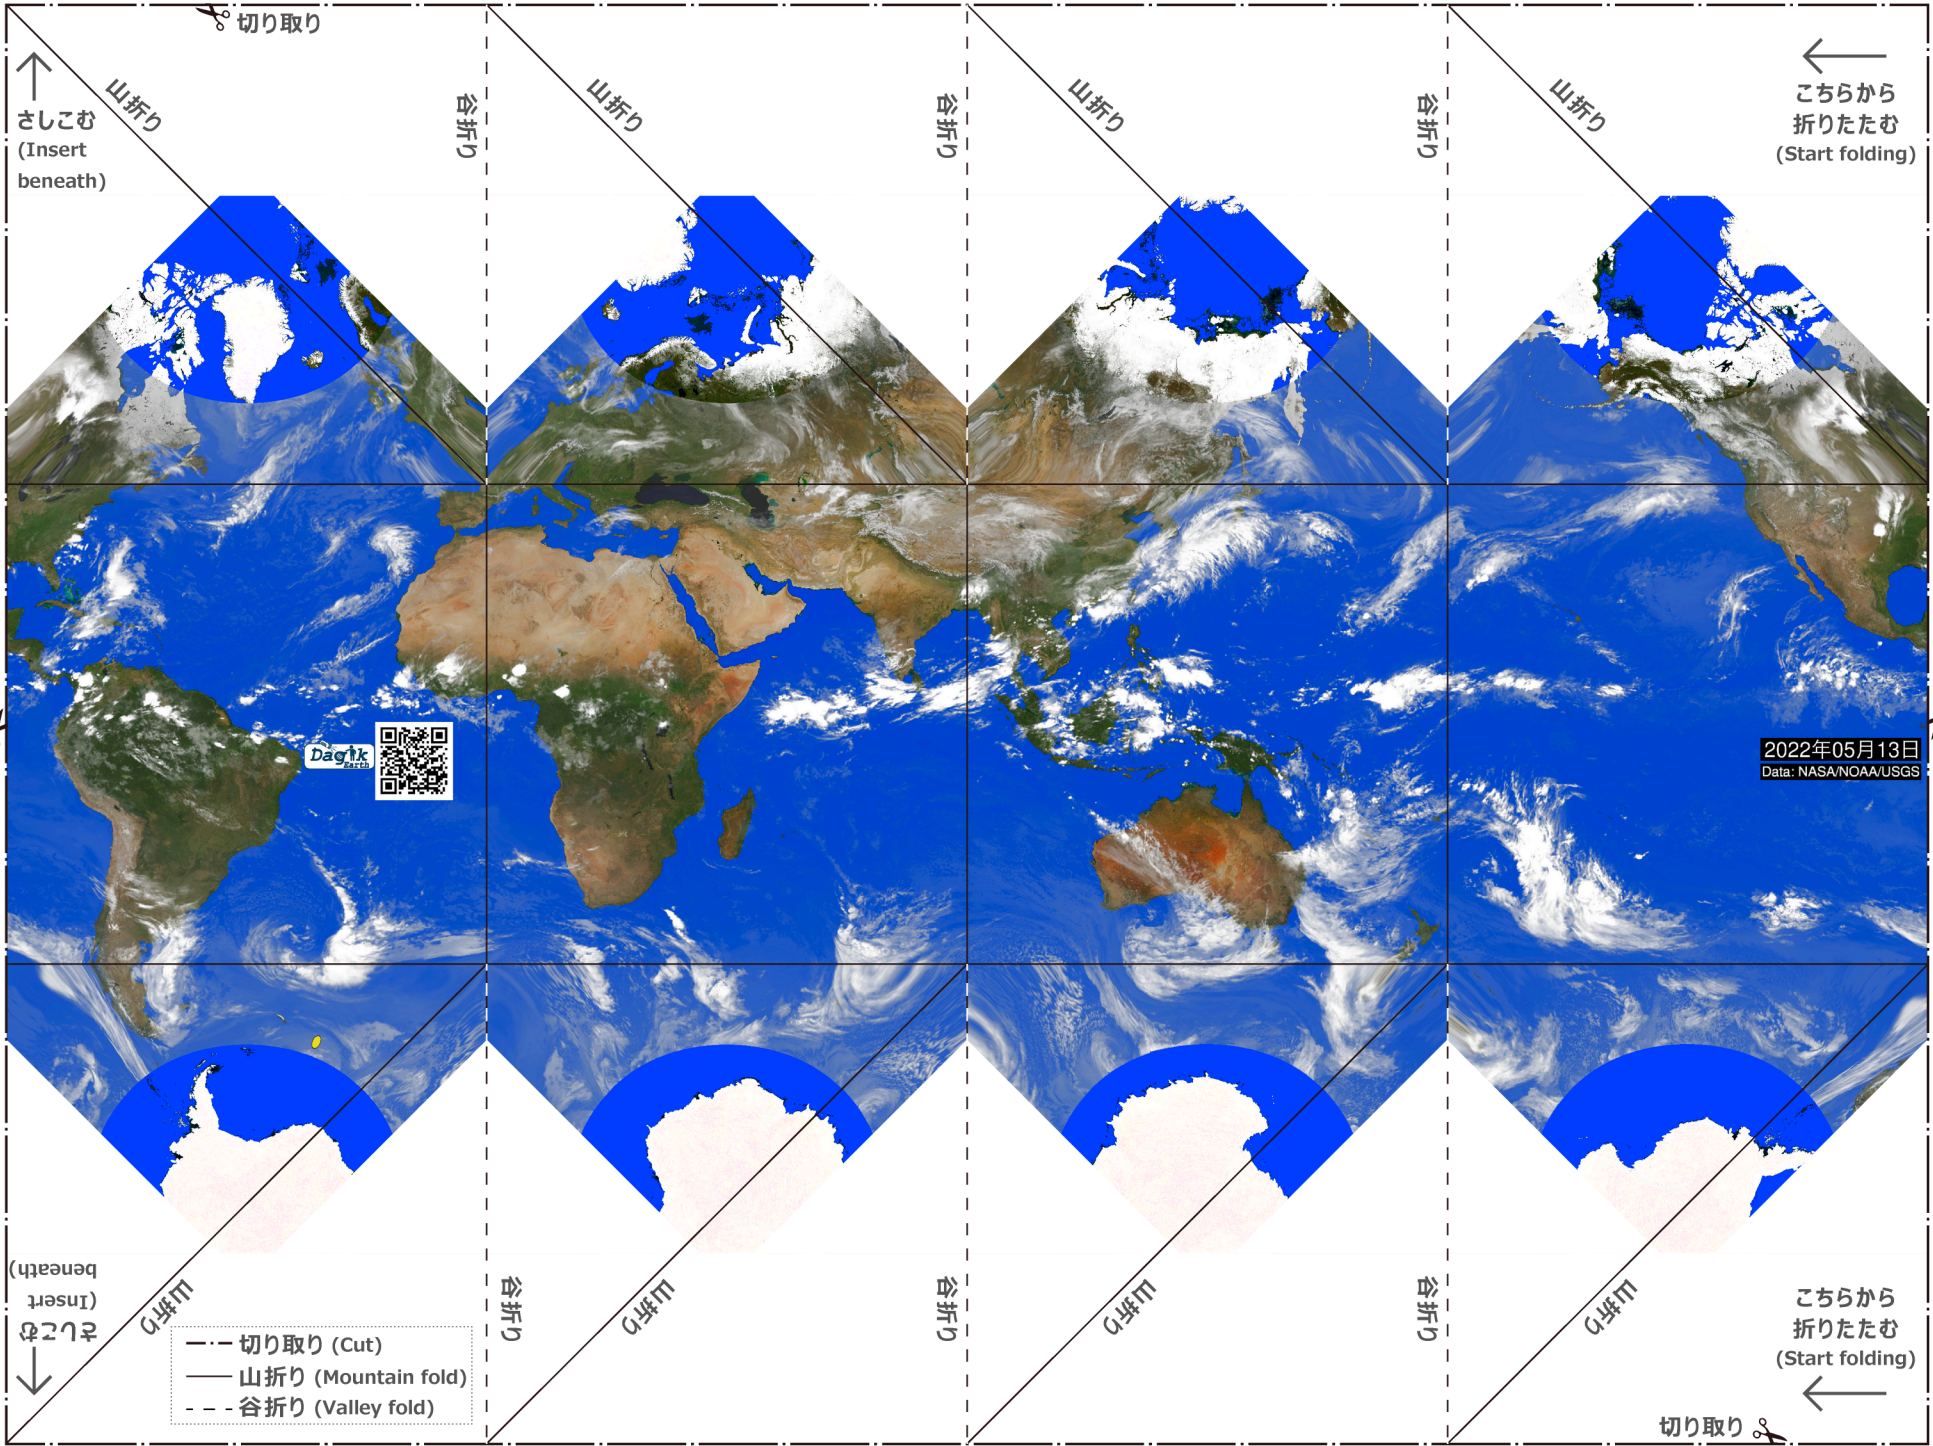 切り取り
さしこむ
(Insert
beneath)
山折り
谷折り
山折り
谷折り
山折り
谷折り
山折り
こちらから
折りたたむ
(Start folding)
Dagik
Earth
2022年05月13日
Data: NASA/NOAA/USGS
さしこむ
(Insert
beneath)
山折り
谷折り
山折り
谷折り
山折り
谷折り
山折り
こちらから
折りたたむ
(Start folding)
切り取り (Cut)
山折り (Mountain fold)
谷折り (Valley fold)
切り取り